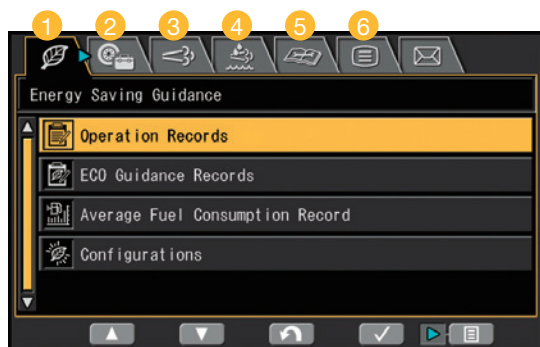 1 2 3 4 5 6
Energy Saving Guidance
Operation Records
ECO Guidance Records
Average Fuel Consumption Record
Configurations